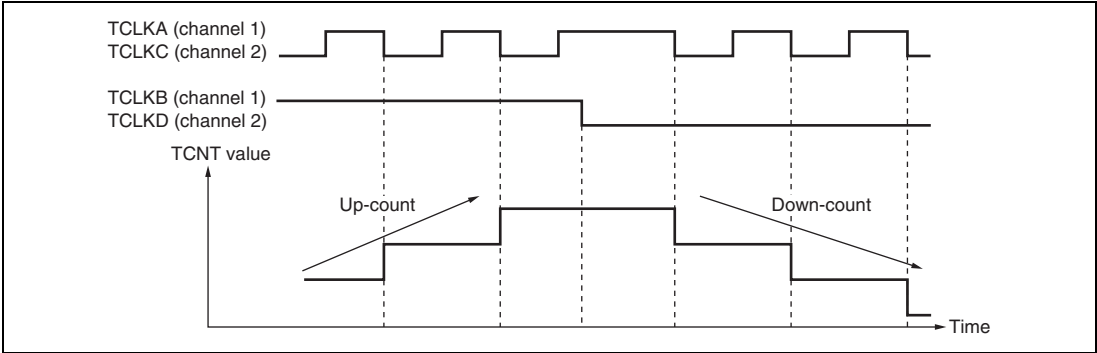 TCLKA (channel 1)
TCLKC (channel 2)
TCLKB (channel 1)
TCLKD (channel 2)
TCNT value
Up-count
Down-count
Time